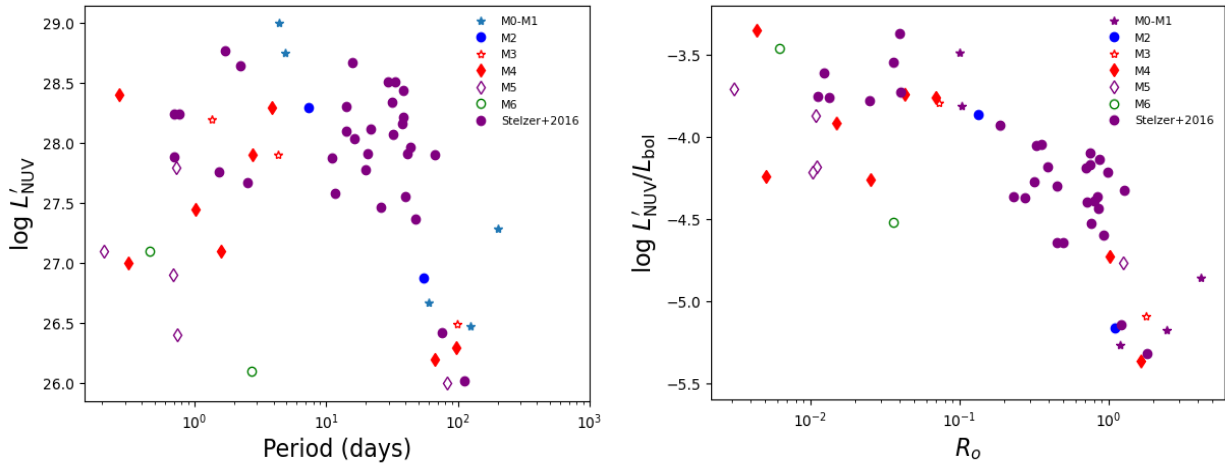 29.0
28.5
28.0
27.5
27.0
26.5
26.0
log L′NUV
10⁰
10¹
10²
10³
Period (days)
M0-M1
M2
M3
M4
M5
M6
Stelzer+2016
−3.5
−4.0
−4.5
−5.0
−5.5
log L′NUV/Lbol
10⁻²
10⁻¹
10⁰
Rₒ
M0-M1
M2
M3
M4
M5
M6
Stelzer+2016